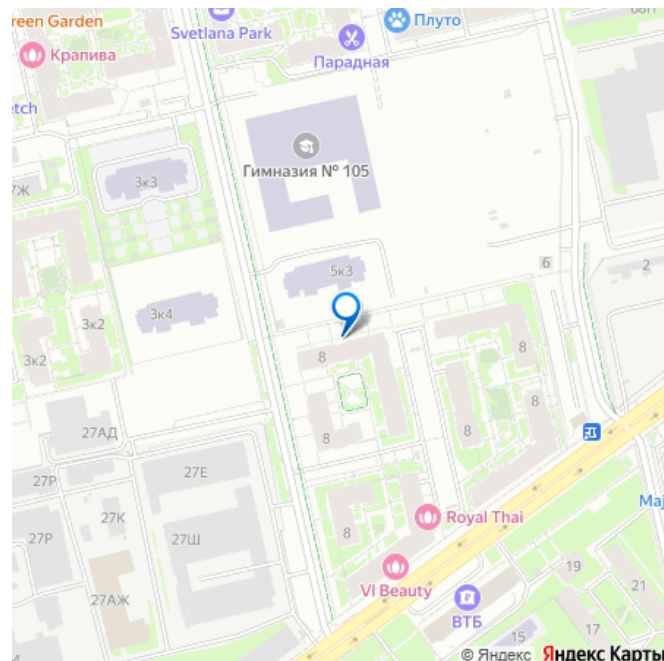 reen Garden
Svetlana Park
Плуто
Крапива
Парадная
etch
Гимназия № 105
7Ж
3к3
5к3
6
2
3к4
3к2
8
3к2
8
8
8
8
27АД
27Е
27Р
27К
8
Royal Thai
Maj
27Р
27Ш
VI Beauty
19
21
27АЖ
ВТБ
15
17
© Яндекс Яндекс Карты